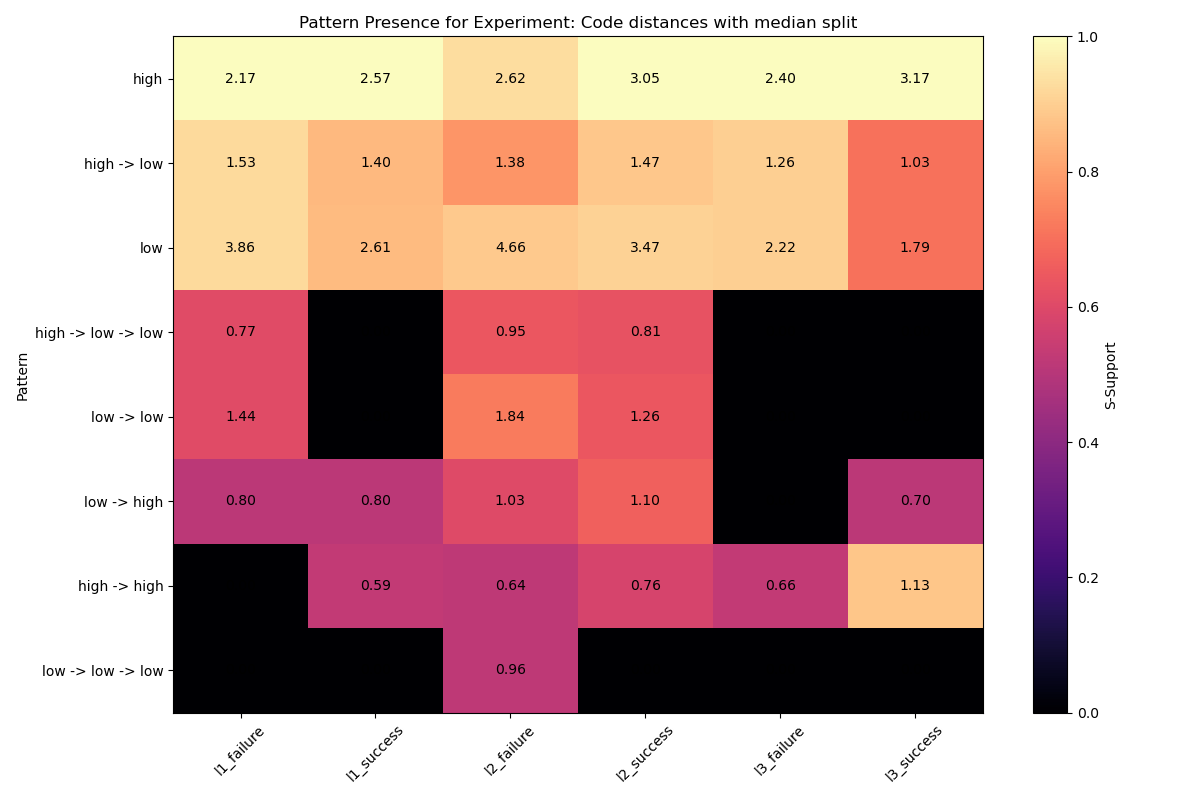 Pattern Presence for Experiment: Code distances with median split
Pattern
high 2.17 2.57 2.62 3.05 2.40 3.17
high -> low 1.53 1.40 1.38 1.47 1.26 1.03
low 3.86 2.61 4.66 3.47 2.22 1.79
high -> low -> low 0.77 0.95 0.81
low -> low 1.44 1.84 1.26
low -> high 0.80 0.80 1.03 1.10 0.70
high -> high 0.59 0.64 0.76 0.66 1.13
low -> low -> low 0.96
l1_failure l1_success l2_failure l2_success l3_failure l3_success
1.0
0.8
0.6
0.4
0.2
0.0
S-Support